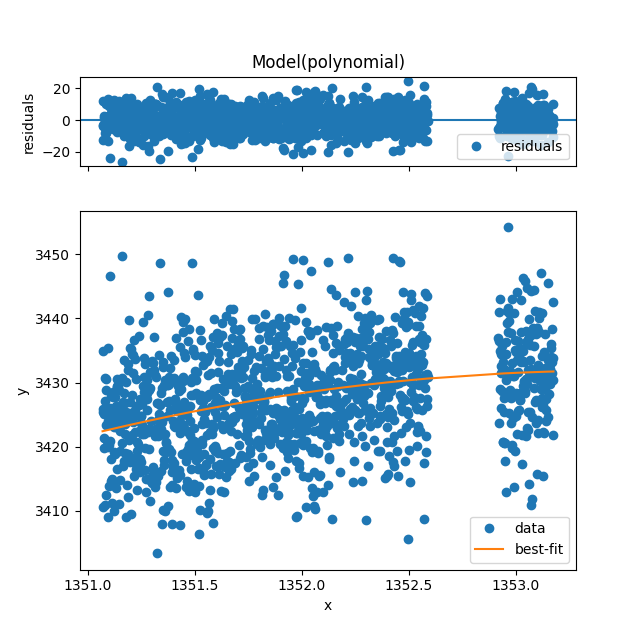 Model(polynomial)
residuals
20
0
−20
residuals
y
3450
3440
3430
3420
3410
data
best-fit
1351.0 1351.5 1352.0 1352.5 1353.0
x